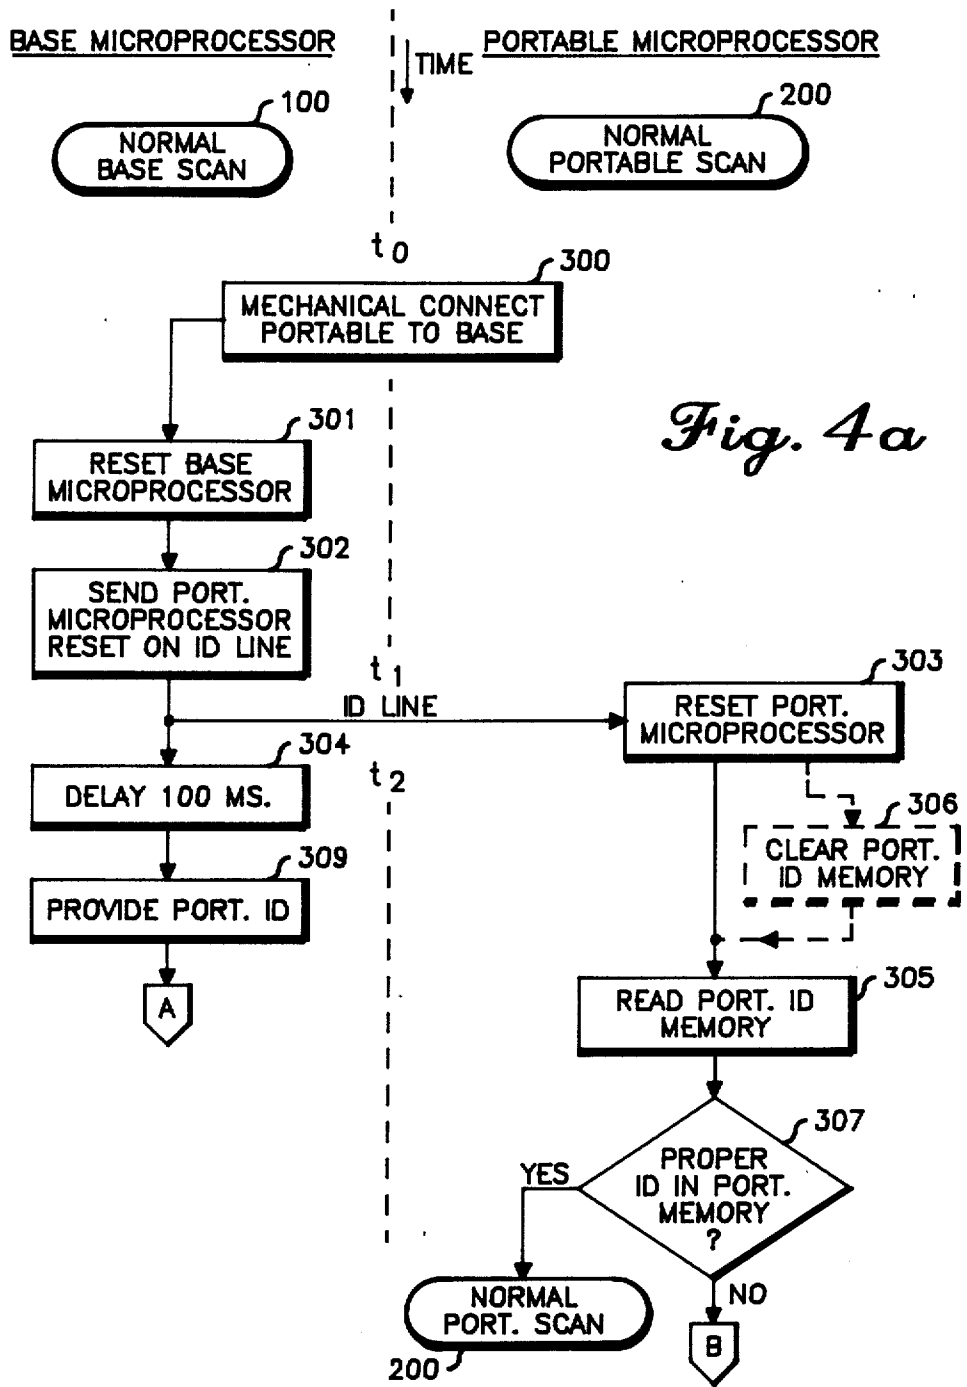 BASE MICROPROCESSOR
TIME
PORTABLE MICROPROCESSOR
100
NORMAL
BASE SCAN
200
NORMAL
PORTABLE SCAN
t0
300
MECHANICAL CONNECT
PORTABLE TO BASE
Fig. 4a
301
RESET BASE
MICROPROCESSOR
302
SEND PORT.
MICROPROCESSOR
RESET ON ID LINE
t1
ID LINE
303
RESET PORT.
MICROPROCESSOR
304
DELAY 100 MS.
t2
306
CLEAR PORT.
ID MEMORY
309
PROVIDE PORT. ID
A
305
READ PORT. ID
MEMORY
307
PROPER
ID IN PORT.
MEMORY
?
YES
NO
NORMAL
PORT. SCAN
200
B